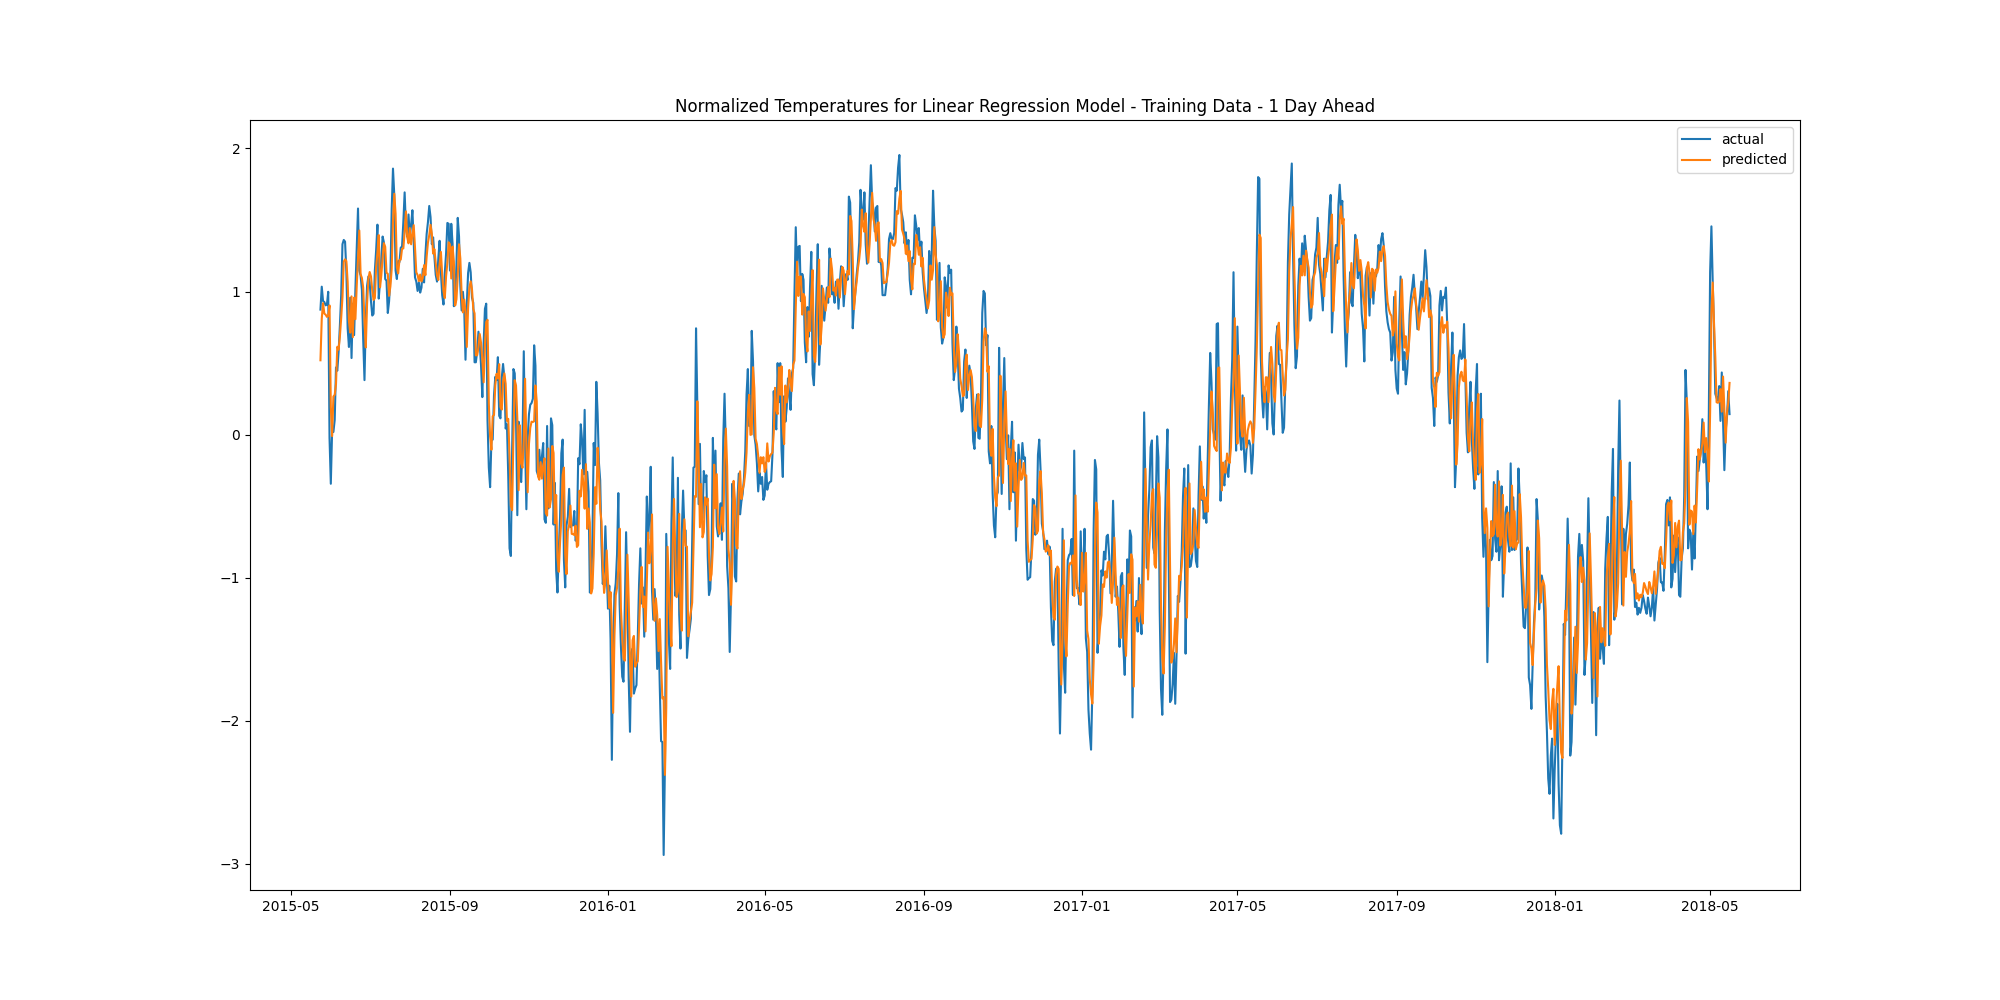 Normalized Temperatures for Linear Regression Model - Training Data - 1 Day Ahead
actual
predicted
2
1
0
−1
−2
−3
2015-05 2015-09 2016-01 2016-05 2016-09 2017-01 2017-05 2017-09 2018-01 2018-05